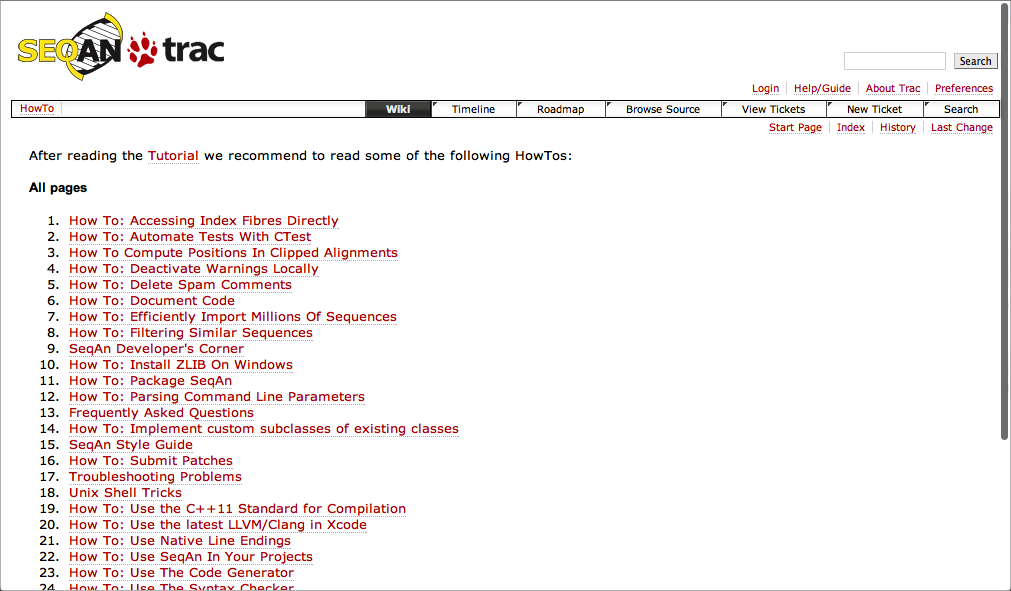 SEQAN trac
Search
Login Help/Guide About Trac Preferences
HowTo Wiki Timeline Roadmap Browse Source View Tickets New Ticket Search
Start Page Index History Last Change
After reading the Tutorial we recommend to read some of the following HowTos:
All pages
1. How To: Accessing Index Fibres Directly
2. How To: Automate Tests With CTest
3. How To Compute Positions In Clipped Alignments
4. How To: Deactivate Warnings Locally
5. How To: Delete Spam Comments
6. How To: Document Code
7. How To: Efficiently Import Millions Of Sequences
8. How To: Filtering Similar Sequences
9. SeqAn Developer's Corner
10. How To: Install ZLIB On Windows
11. How To: Package SeqAn
12. How To: Parsing Command Line Parameters
13. Frequently Asked Questions
14. How To: Implement custom subclasses of existing classes
15. SeqAn Style Guide
16. How To: Submit Patches
17. Troubleshooting Problems
18. Unix Shell Tricks
19. How To: Use the C++11 Standard for Compilation
20. How To: Use the latest LLVM/Clang in Xcode
21. How To: Use Native Line Endings
22. How To: Use SeqAn In Your Projects
23. How To: Use The Code Generator
24. How To: Use The Syntax Checker